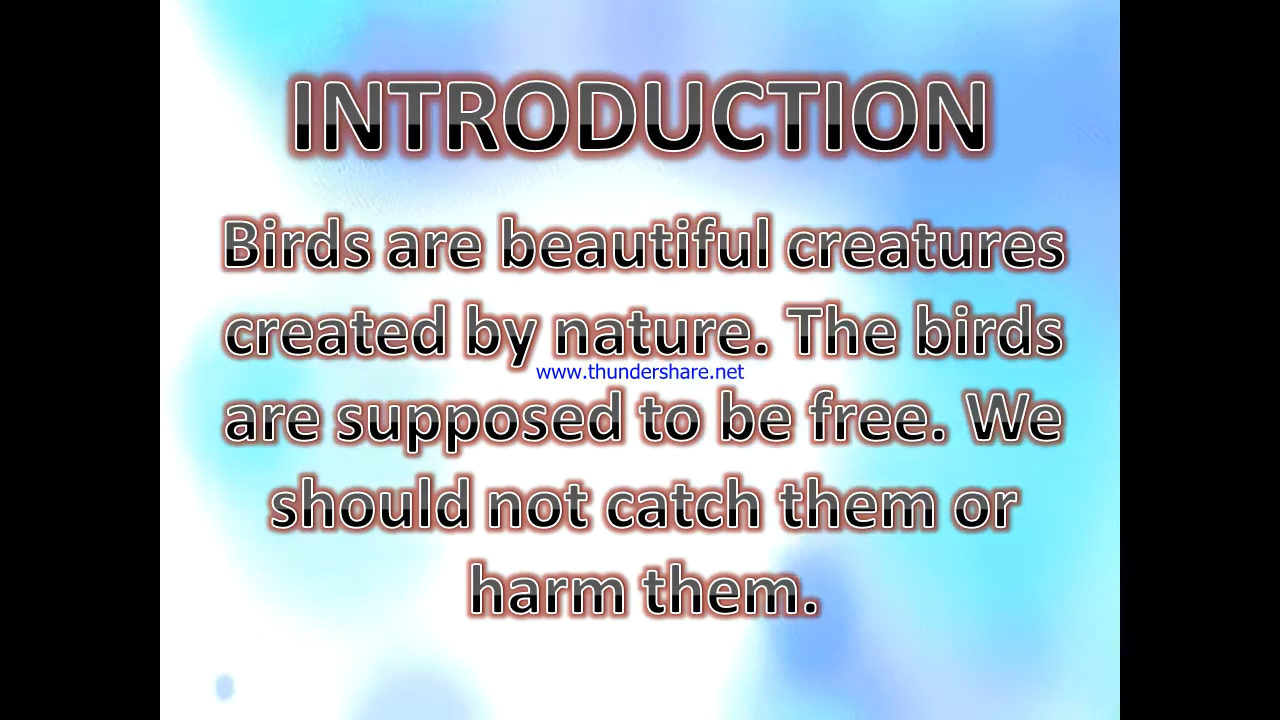 INTRODUCTION
Birds are beautiful creatures
created by nature. The birds
www.thundershare.net
are supposed to be free. We
should not catch them or
harm them.